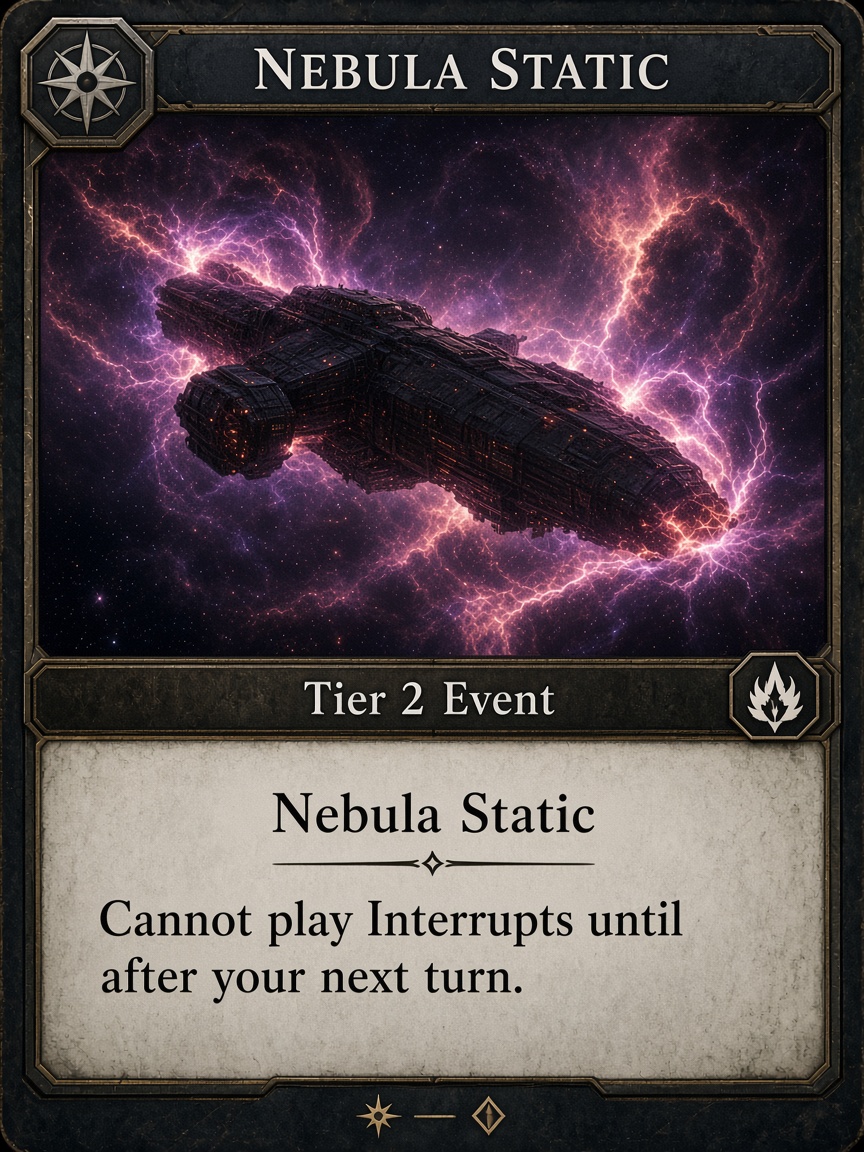 NEBULA STATIC
Tier 2 Event
Nebula Static
Cannot play Interrupts until
after your next turn.